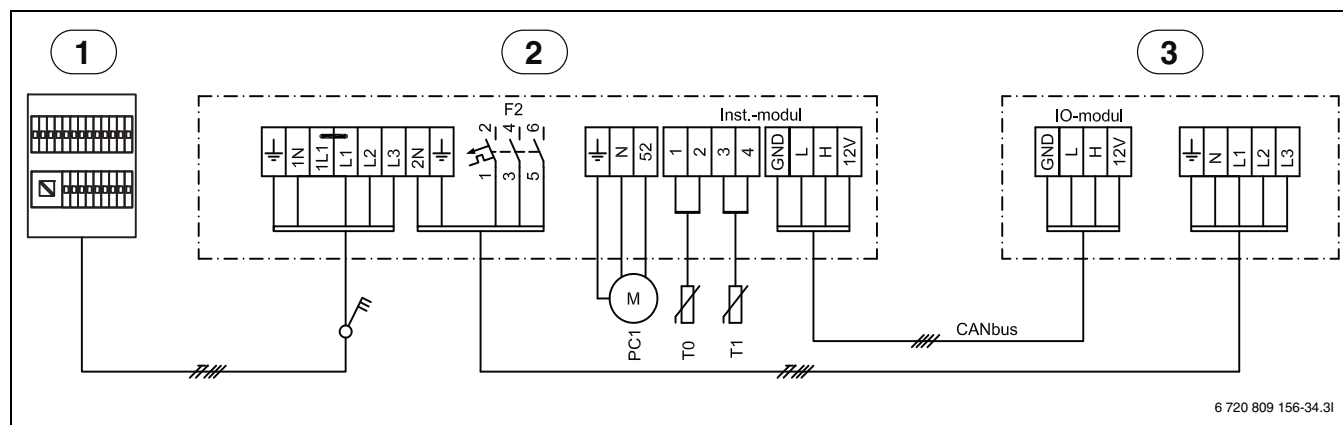 1 2 3
F2 Inst.-modul IO-modul
1N 1L1 L1 L2 L3 2N
2 4 6
1 3 5
N 52
1 2 3 4
GND L H 12V
GND L H 12V
N L1 L2 L3
M
PC1 T0 T1
CANbus
6 720 809 156-34.3I